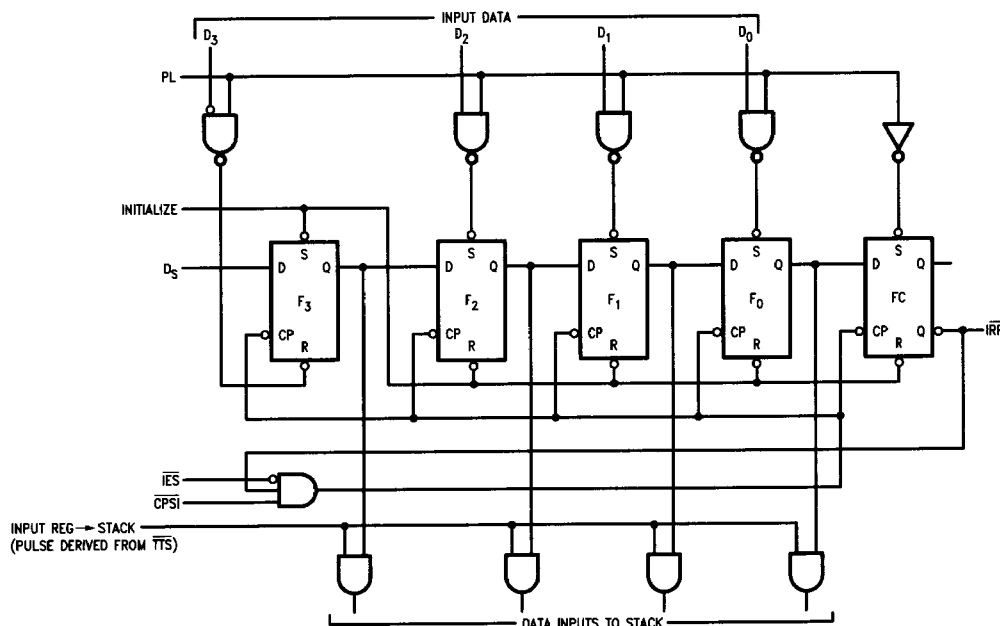 INPUT DATA
D3 D2 D1 D0
PL
INITIALIZE
S S S S
DS D Q D Q D Q D Q D Q
F3 F2 F1 F0 FC
CP CP CP CP CP Q IRF
R R R R R
IES
CPSI
INPUT REG → STACK
(PULSE DERIVED FROM TTS)
DATA INPUTS TO STACK